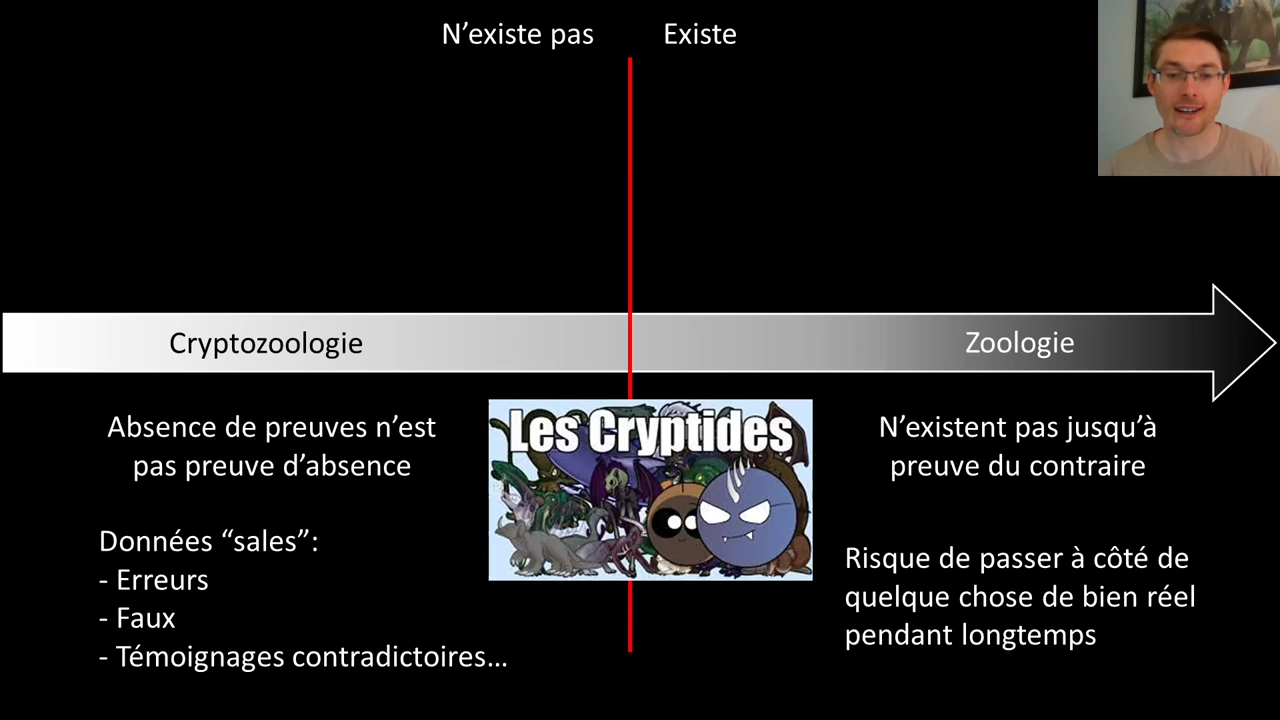 N’existe pas
Existe
Cryptozoologie
Zoologie
Absence de preuves n’est
pas preuve d’absence
Données “sales”:
- Erreurs
- Faux
- Témoignages contradictoires…
Les Cryptides
N’existent pas jusqu’à
preuve du contraire
Risque de passer à côté de
quelque chose de bien réel
pendant longtemps